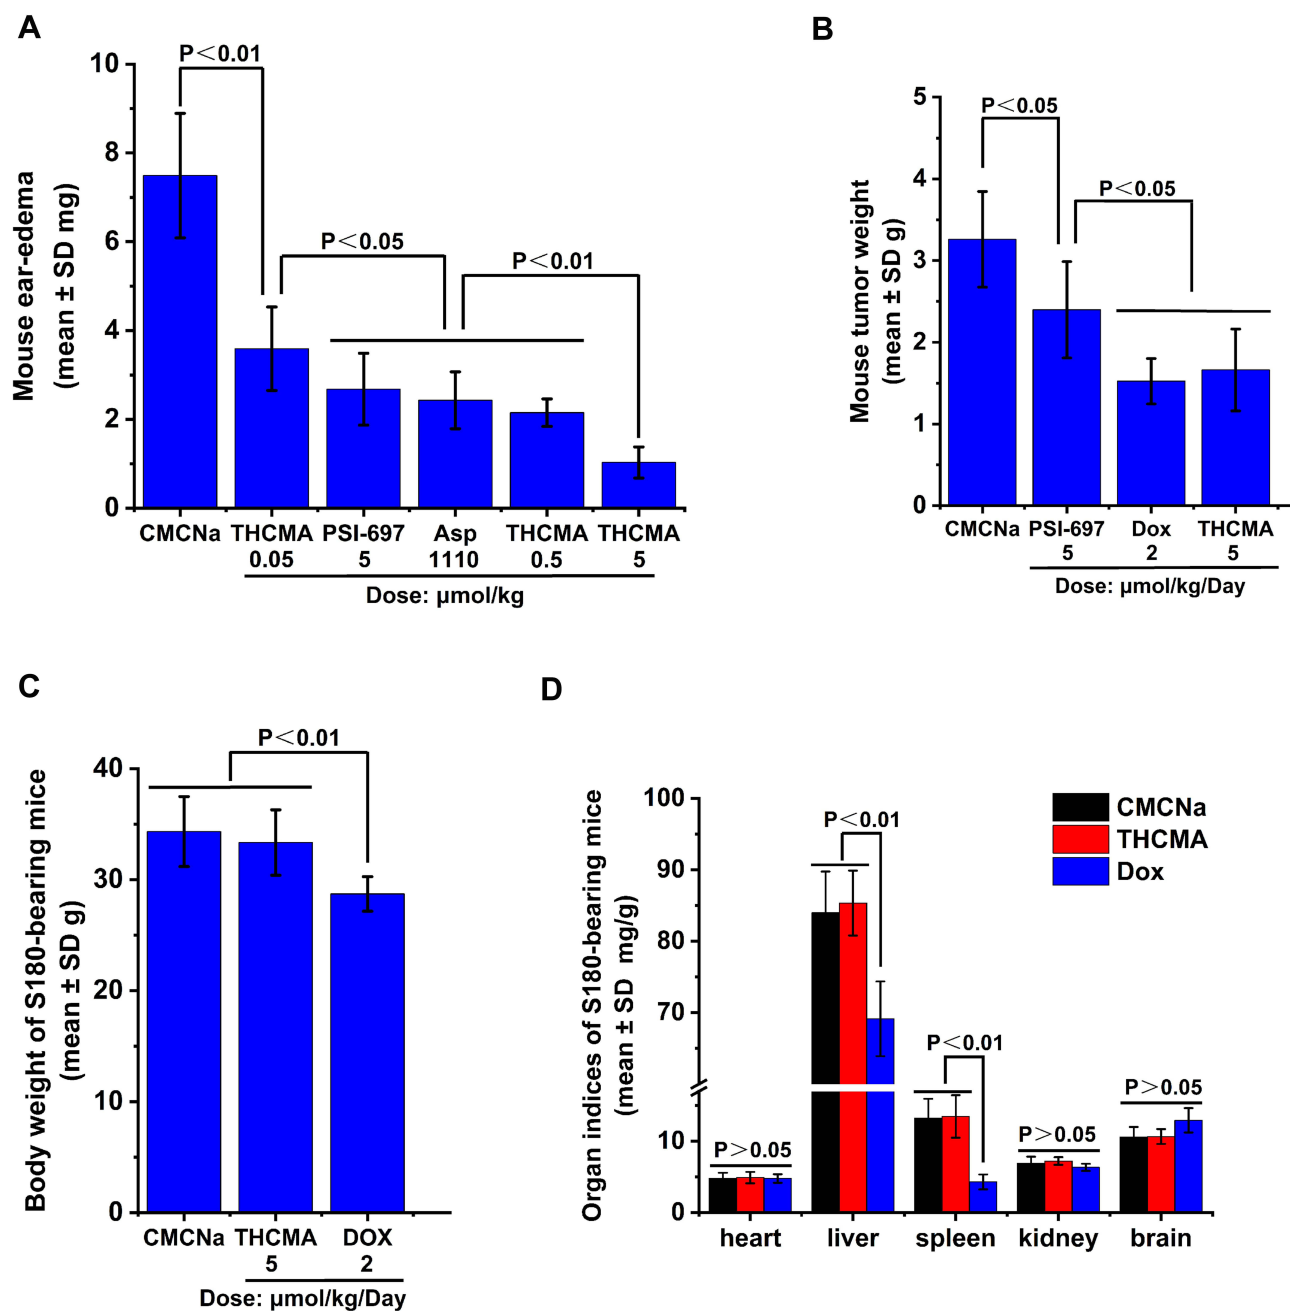 A
Mouse ear-edema
(mean ± SD mg)
10
8
6
4
2
0
P<0.01
P<0.05
P<0.01
CMCNa THCMA PSI-697 Asp THCMA THCMA
0.05 5 1110 0.5 5
Dose: μmol/kg
B
Mouse tumor weight
(mean ± SD g)
5
4
3
2
1
0
P<0.05
P<0.05
CMCNa PSI-697 Dox THCMA
5 2 5
Dose: μmol/kg/Day
C
Body weight of S180-bearing mice
(mean ± SD g)
40
30
20
10
0
P<0.01
CMCNa THCMA DOX
5 2
Dose: μmol/kg/Day
D
Organ indices of S180-bearing mice
(mean ± SD mg/g)
100
90
80
70
10
0
CMCNa
THCMA
Dox
P<0.01
P<0.01
P>0.05
P>0.05
P>0.05
heart liver spleen kidney brain